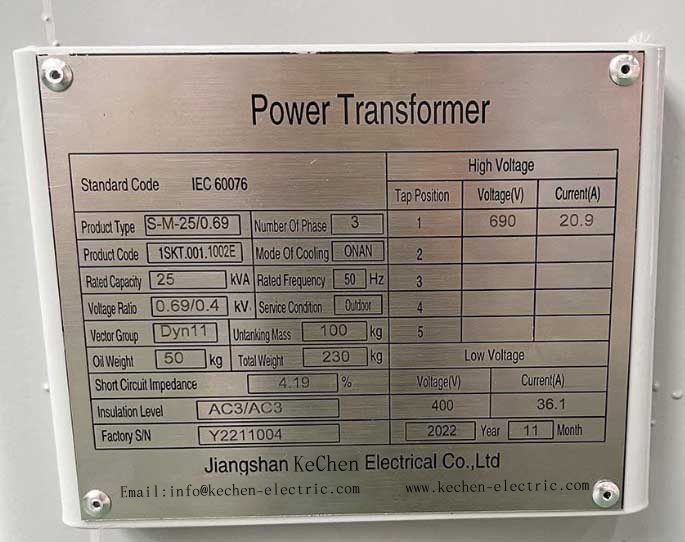 Power Transformer
Standard Code IEC 60076
High Voltage
Tap Position Voltage(V) Current(A)
Product Type S-M-25/0.69 Number Of Phase 3 1 690 20.9
Product Code 1SKT.001.1002E Mode Of Cooling ONAN 2
Rated Capacity 25 kVA Rated Frequency 50 Hz 3
Voltage Ratio 0.69/0.4 kV Service Condition Outdoor 4
Vector Group Dyn11 Untanking Mass 100 kg 5
Oil Weight 50 kg Total Weight 230 kg Low Voltage
Short Circuit Impedance 4.19 % Voltage(V) Current(A)
Insulation Level AC3/AC3 400 36.1
Factory S/N Y2211004 2022 Year 11 Month
Jiangshan KeChen Electrical Co.,Ltd
Email:info@kechen-electric.com www.kechen-electric.com